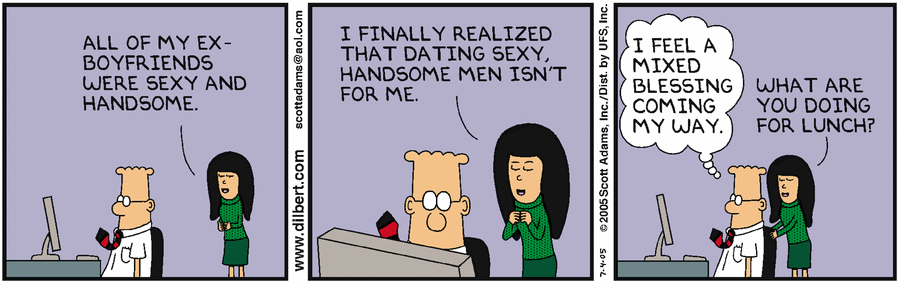 ALL OF MY EX-
BOYFRIENDS
WERE SEXY AND
HANDSOME.
www.dilbert.com scottadams@aol.com
I FINALLY REALIZED
THAT DATING SEXY,
HANDSOME MEN ISN'T
FOR ME.
7-4-05 ©2005 Scott Adams, Inc./Dist. by UFS, Inc.
I FEEL A
MIXED
BLESSING
COMING
MY WAY.
WHAT ARE
YOU DOING
FOR LUNCH?